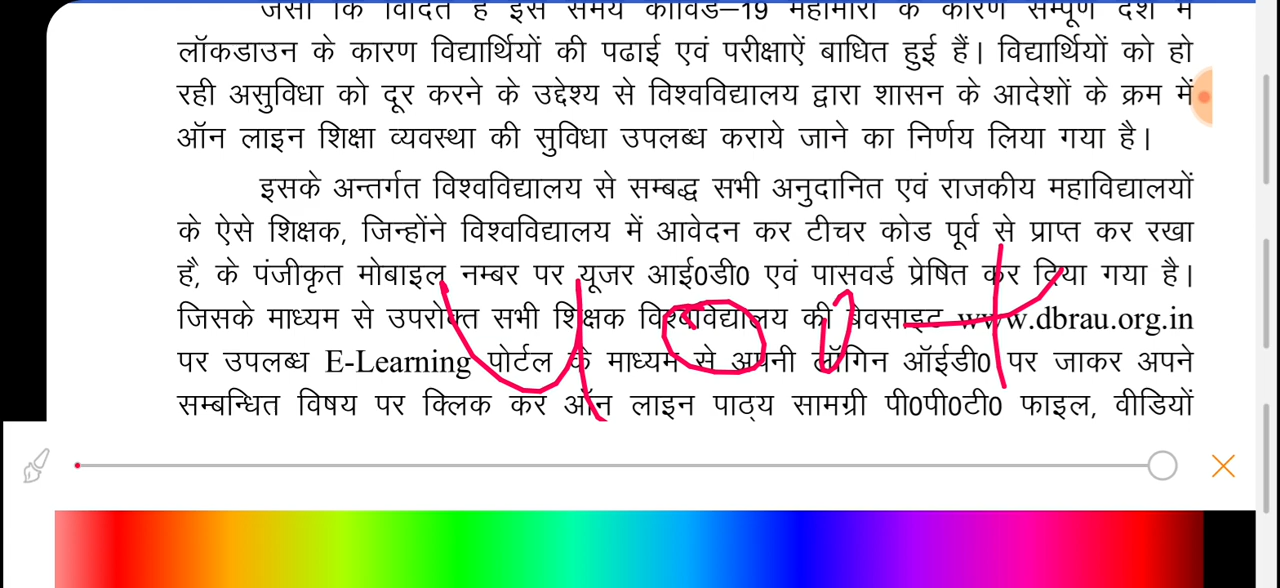 जैसा कि विदित है इस समय कोविड–19 महामारी के कारण सम्पूर्ण देश में
लॉकडाउन के कारण विद्यार्थियों की पढाई एवं परीक्षाऐं बाधित हुई हैं। विद्यार्थियों को हो
रही असुविधा को दूर करने के उद्देश्य से विश्वविद्यालय द्वारा शासन के आदेशों के क्रम में
ऑन लाइन शिक्षा व्यवस्था की सुविधा उपलब्ध कराये जाने का निर्णय लिया गया है।
इसके अन्तर्गत विश्वविद्यालय से सम्बद्ध सभी अनुदानित एवं राजकीय महाविद्यालयों
के ऐसे शिक्षक, जिन्होंने विश्वविद्यालय में आवेदन कर टीचर कोड पूर्व से प्राप्त कर रखा
है, के पंजीकृत मोबाइल नम्बर पर यूजर आई0डी0 एवं पासवर्ड प्रेषित कर दिया गया है।
जिसके माध्यम से उपरोक्त सभी शिक्षक विश्वविद्यालय की बेवसाइट www.dbrau.org.in
पर उपलब्ध E-Learning पोर्टल के माध्यम से अपनी लॉगिन ऑईडी0 पर जाकर अपने
सम्बन्धित विषय पर क्लिक कर ऑन लाइन पाठ्य सामग्री पी0पी0टी0 फाइल, वीडियों